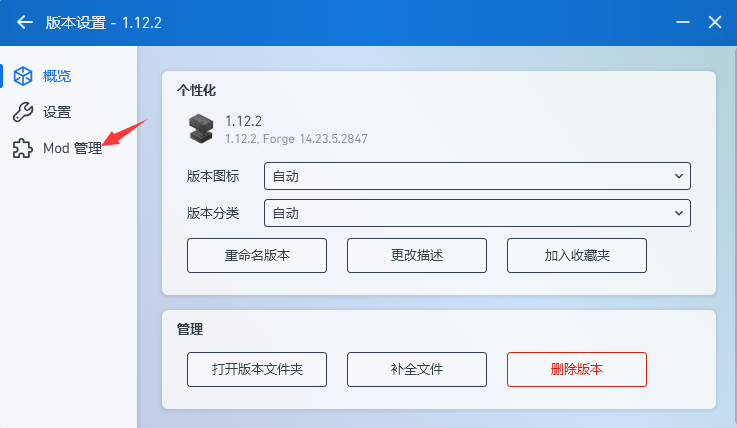 版本设置 - 1.12.2
概览
设置
Mod 管理
个性化
1.12.2
1.12.2, Forge 14.23.5.2847
版本图标 自动
版本分类 自动
重命名版本 更改描述 加入收藏夹
管理
打开版本文件夹 补全文件 删除版本